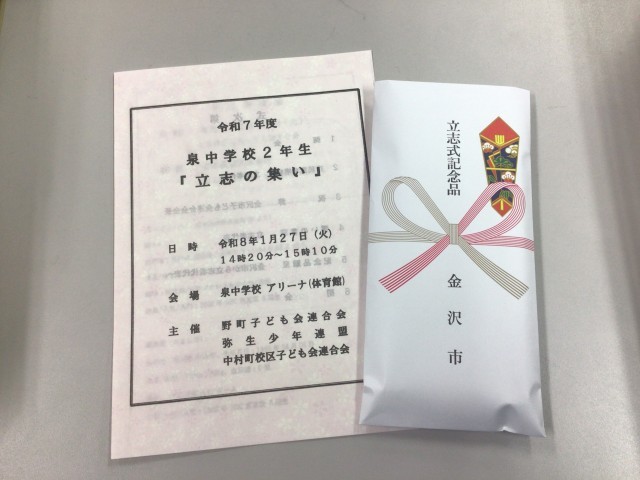 令和７年度
泉中学校２年生
『立志の集い』
日　時　令和８年１月２７日（火）
１４時２０分～１５時１０分
会　場　泉中学校 アリーナ(体育館)
主　催　野町子ども会連合会
弥生少年連盟
中村町校区子ども会連合会
立志式記念品
金沢市